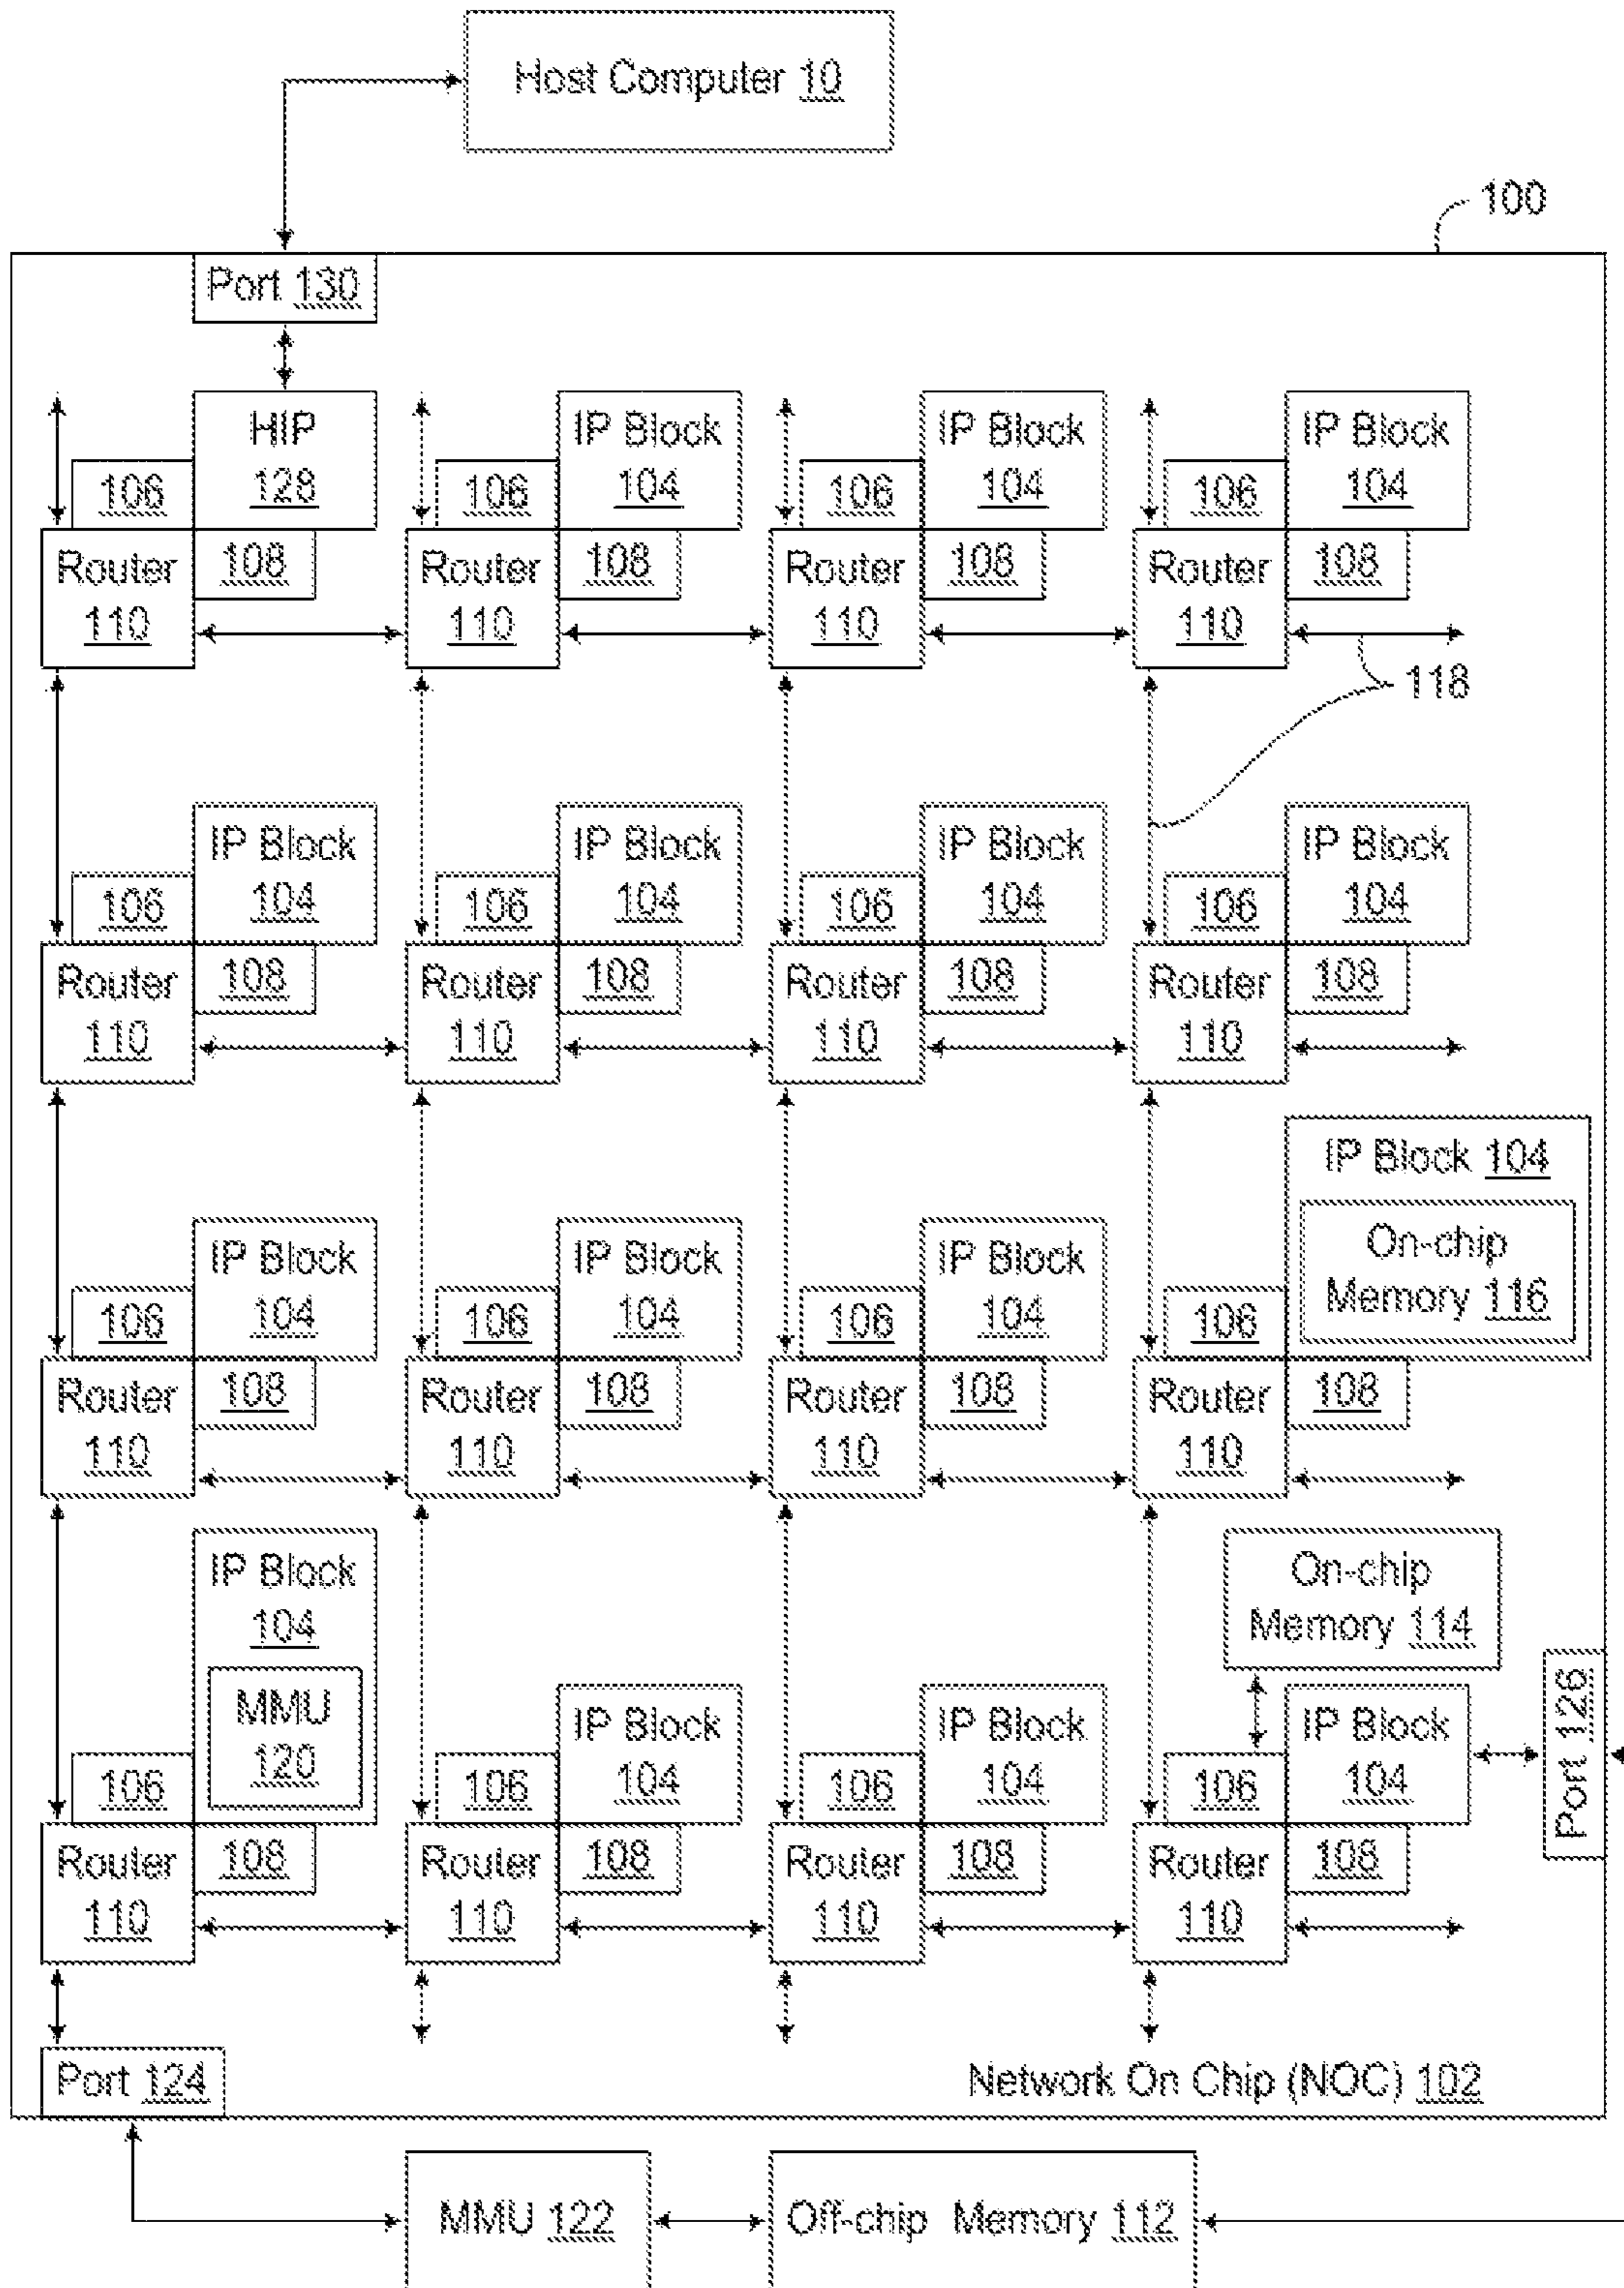 Host Computer 10
100
Port 130
HIP
128
106
108
Router
110
IP Block
104
106
108
Router
110
IP Block
104
106
108
Router
110
IP Block
104
106
108
Router
110
118
IP Block
104
106
108
Router
110
IP Block
104
106
108
Router
110
IP Block
104
106
108
Router
110
IP Block
104
106
108
Router
110
IP Block
104
106
108
Router
110
IP Block
104
106
108
Router
110
IP Block
104
106
108
Router
110
IP Block 104
On-chip
Memory 116
106
108
Router
110
IP Block
104
MMU
120
106
108
Router
110
IP Block
104
106
108
Router
110
IP Block
104
106
108
Router
110
On-chip
Memory 114
IP Block
104
106
108
Router
110
Port 126
Port 124
Network On Chip (NOC) 102
MMU 122
Off-chip Memory 112